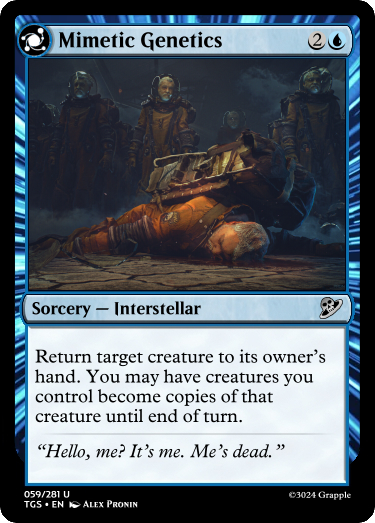 Mimetic Genetics 2
Sorcery — Interstellar
Return target creature to its owner's
hand. You may have creatures you
control become copies of that
creature until end of turn.
“Hello, me? It's me. Me's dead.”
059/281 U
TGS • EN Alex Pronin
©3024 Grapple